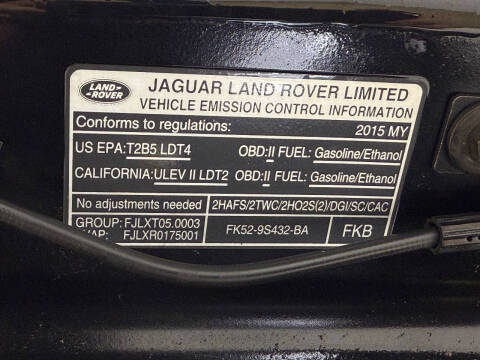 LAND-
ROVER
JAGUAR LAND ROVER LIMITED
VEHICLE EMISSION CONTROL INFORMATION
Conforms to regulations: 2015 MY
US EPA:T2B5 LDT4 OBD:II FUEL: Gasoline/Ethanol
CALIFORNIA:ULEV II LDT2 OBD:II FUEL: Gasoline/Ethanol
No adjustments needed 2HAFS/2TWC/2HO2S(2)/DGI/SC/CAC
GROUP: FJLXT05.0003
FJLXR0175001 FK52-9S432-BA FKB